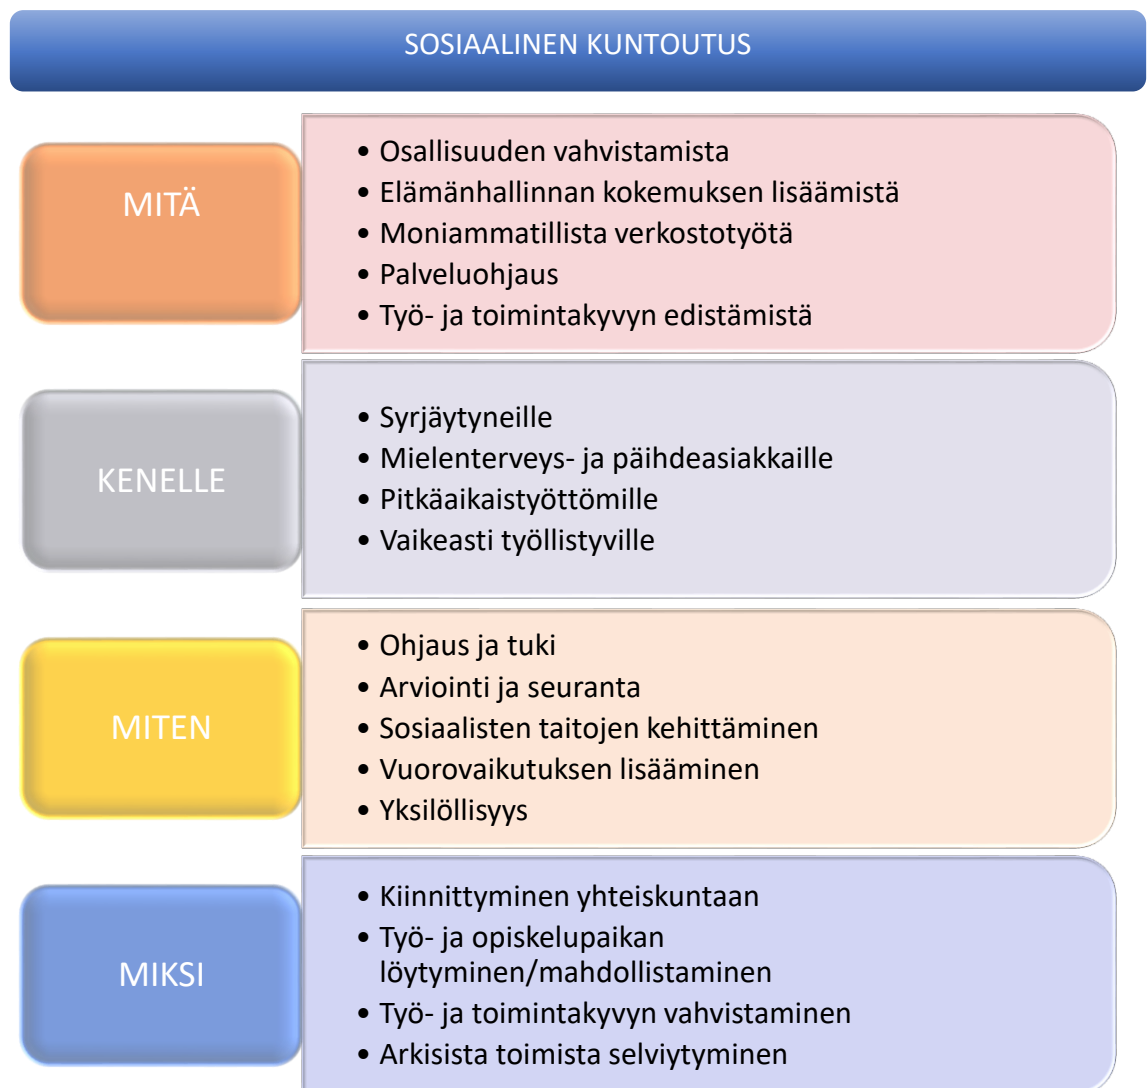 SOSIAALINEN KUNTOUTUS
MITÄ
• Osallisuuden vahvistamista
• Elämänhallinnan kokemuksen lisäämistä
• Moniammatillista verkostotyötä
• Palveluohjaus
• Työ- ja toimintakyvyn edistämistä
KENELLE
• Syrjäytyneille
• Mielenterveys- ja päihdeasiakkaille
• Pitkäaikaistyöttömille
• Vaikeasti työllistyville
MITEN
• Ohjaus ja tuki
• Arviointi ja seuranta
• Sosiaalisten taitojen kehittäminen
• Vuorovaikutuksen lisääminen
• Yksilöllisyys
MIKSI
• Kiinnittyminen yhteiskuntaan
• Työ- ja opiskelupaikan
löytyminen/mahdollistaminen
• Työ- ja toimintakyvyn vahvistaminen
• Arkisista toimista selviytyminen